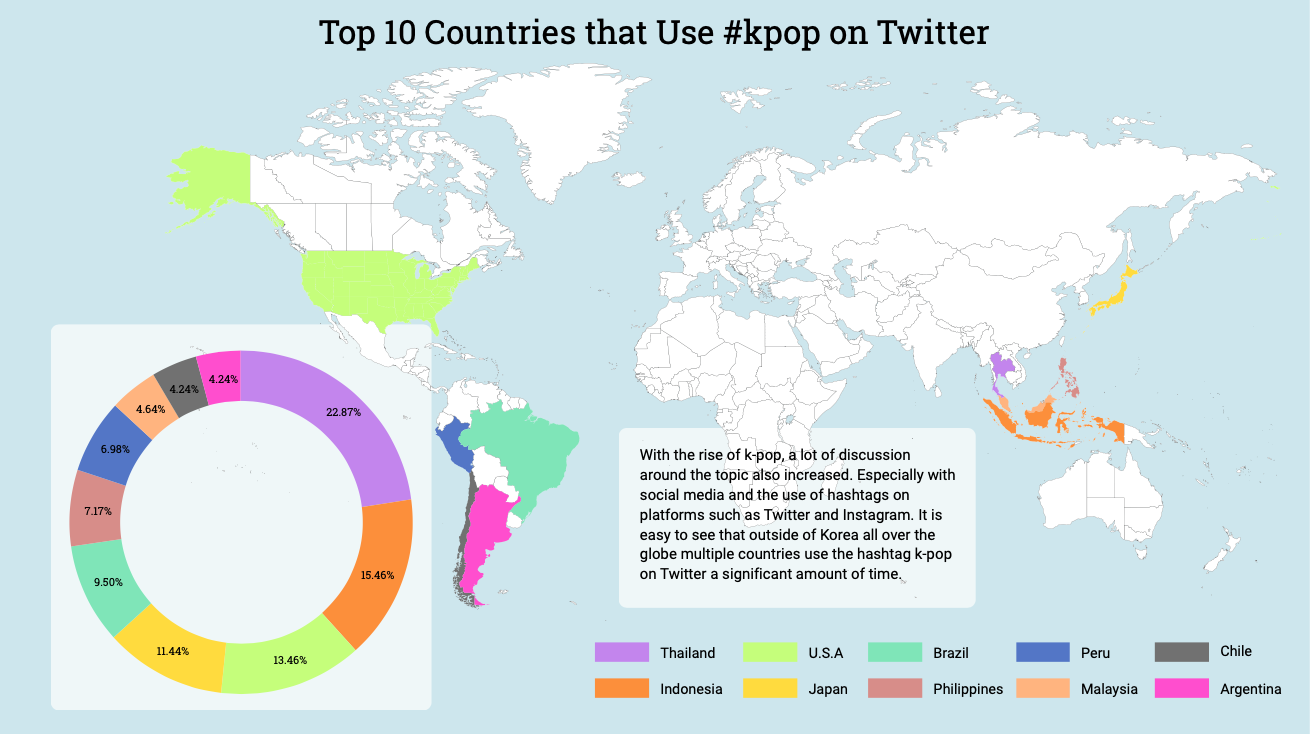 Top 10 Countries that Use #kpop on Twitter
4.24%
4.24%
22.87%
4.64%
6.98%
7.17%
15.46%
9.50%
11.44%
13.46%
With the rise of k-pop, a lot of discussion
around the topic also increased. Especially with
social media and the use of hashtags on
platforms such as Twitter and Instagram. It is
easy to see that outside of Korea all over the
globe multiple countries use the hashtag k-pop
on Twitter a significant amount of time.
Thailand
U.S.A
Brazil
Peru
Chile
Indonesia
Japan
Philippines
Malaysia
Argentina